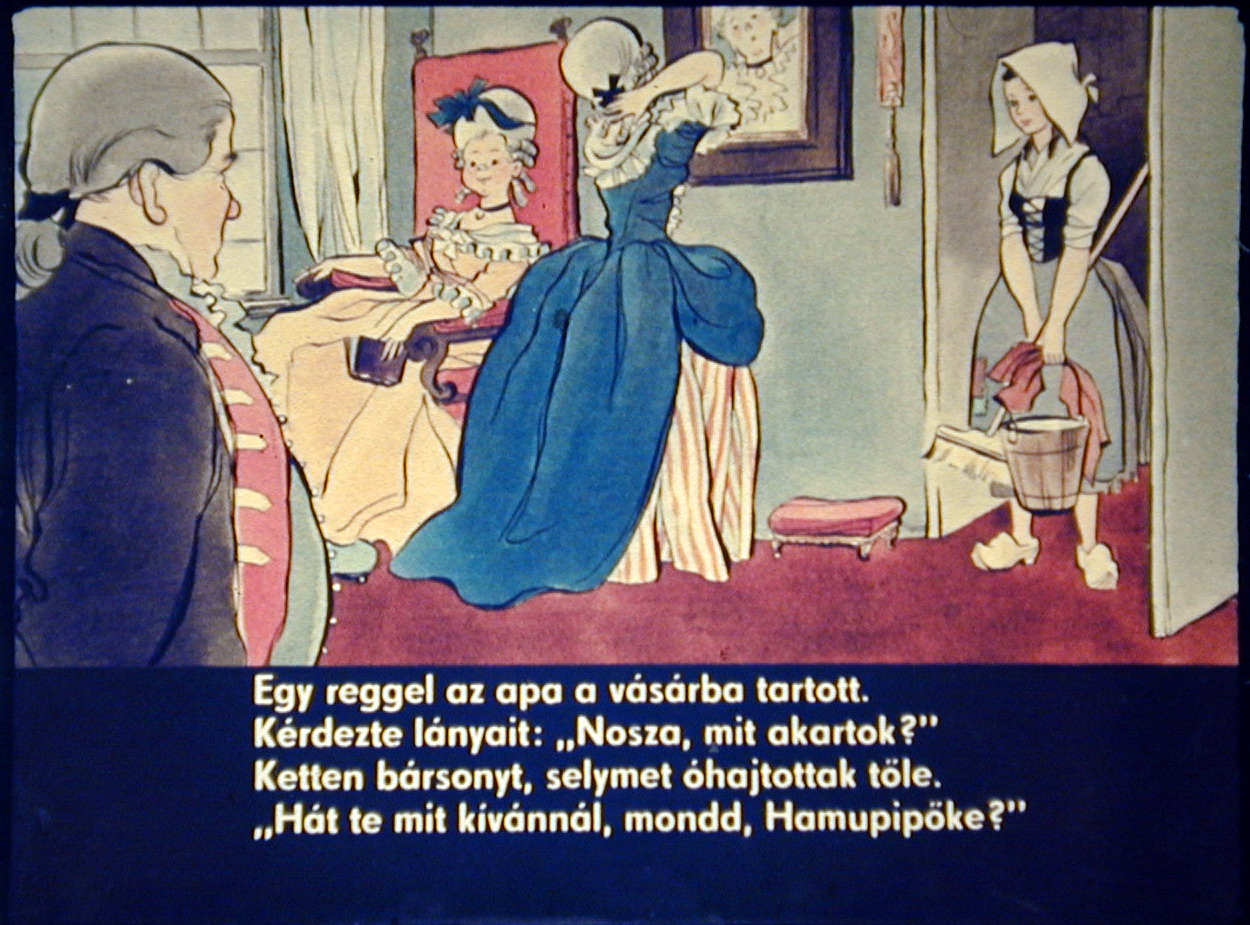 Egy reggel az apa a vásárba tartott.
Kérdezte lányait: „Nosza, mit akartok?”
Ketten bársonyt, selymet óhajtottak tőle.
„Hát te mit kívánnál, mondd, Hamupipőke?”